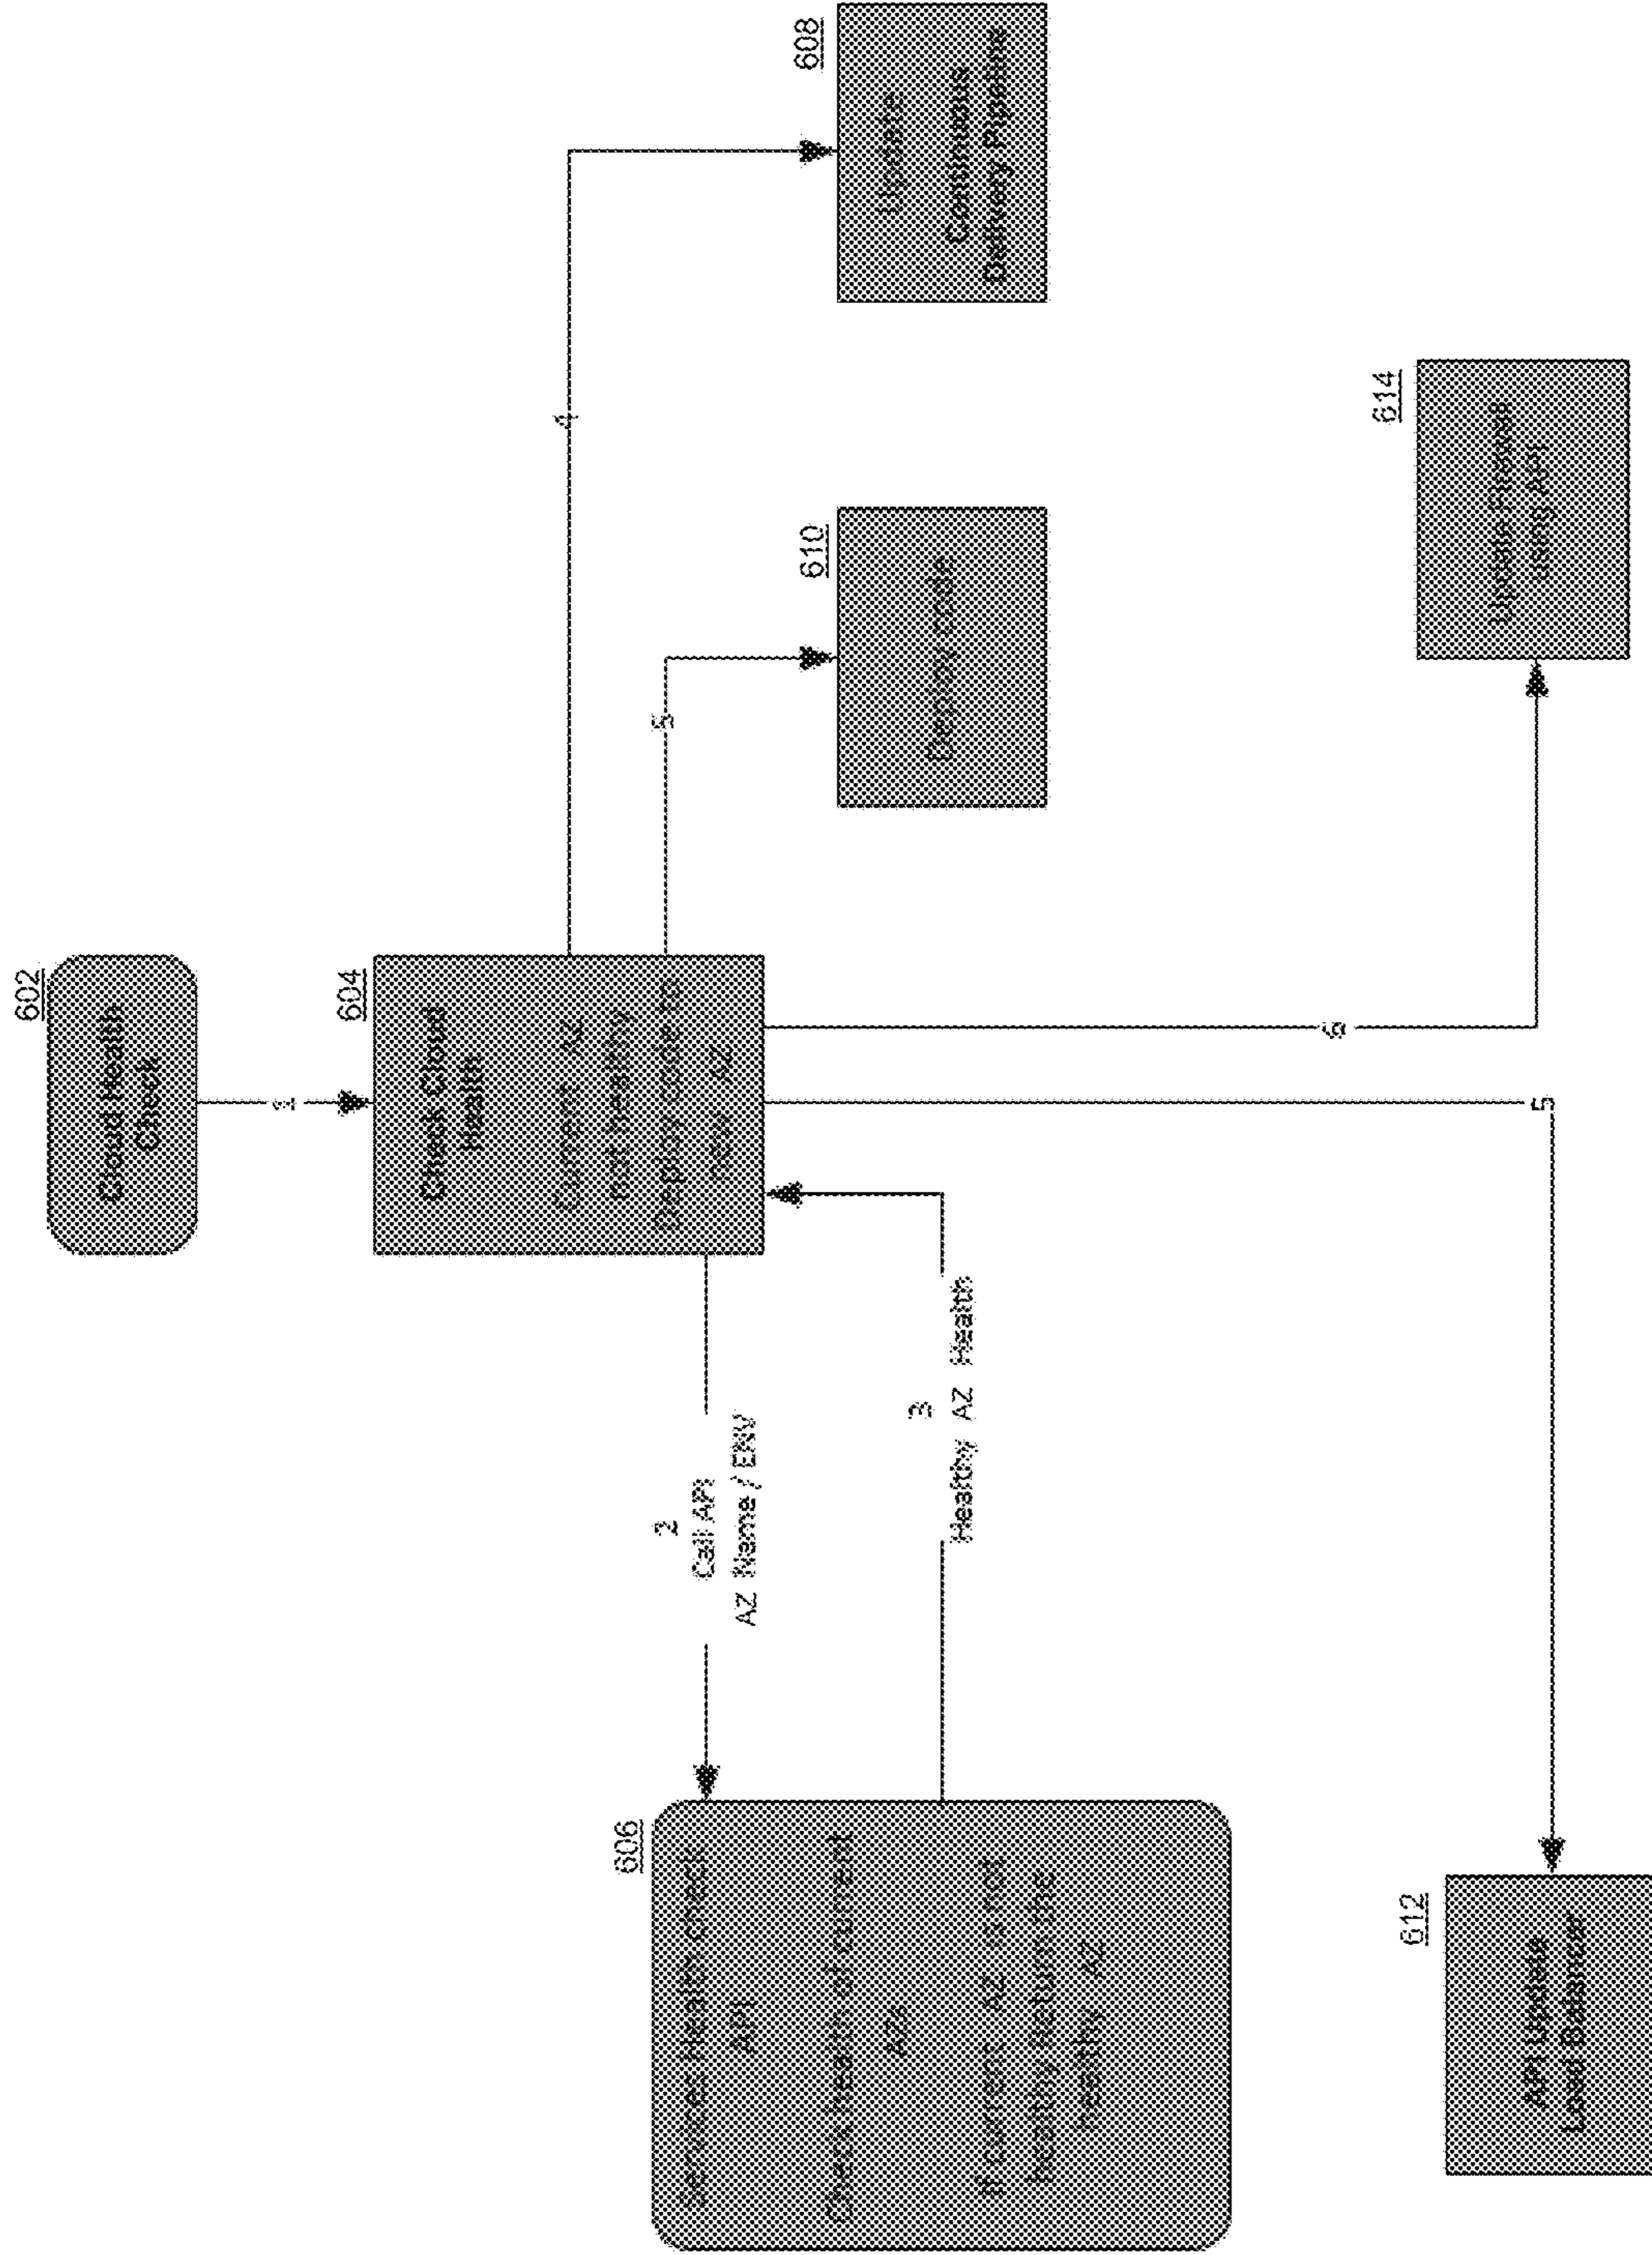 602
Cloud Health
Check
1
604
Check Cloud
Health
Current AZ
not healthy
Deploy code to
new AZ
2
Call API
AZ Name / ENV
606
Services Health check
API
Check health of current
AZs
If current AZ is not
healthy return the
healthy AZ
3
Healthy AZ Health
4
608
Update
Continuous
Delivery Pipeline
5
610
Deploy code
5
612
API Update
Load Balancer
6
614
Update Firewall
using API